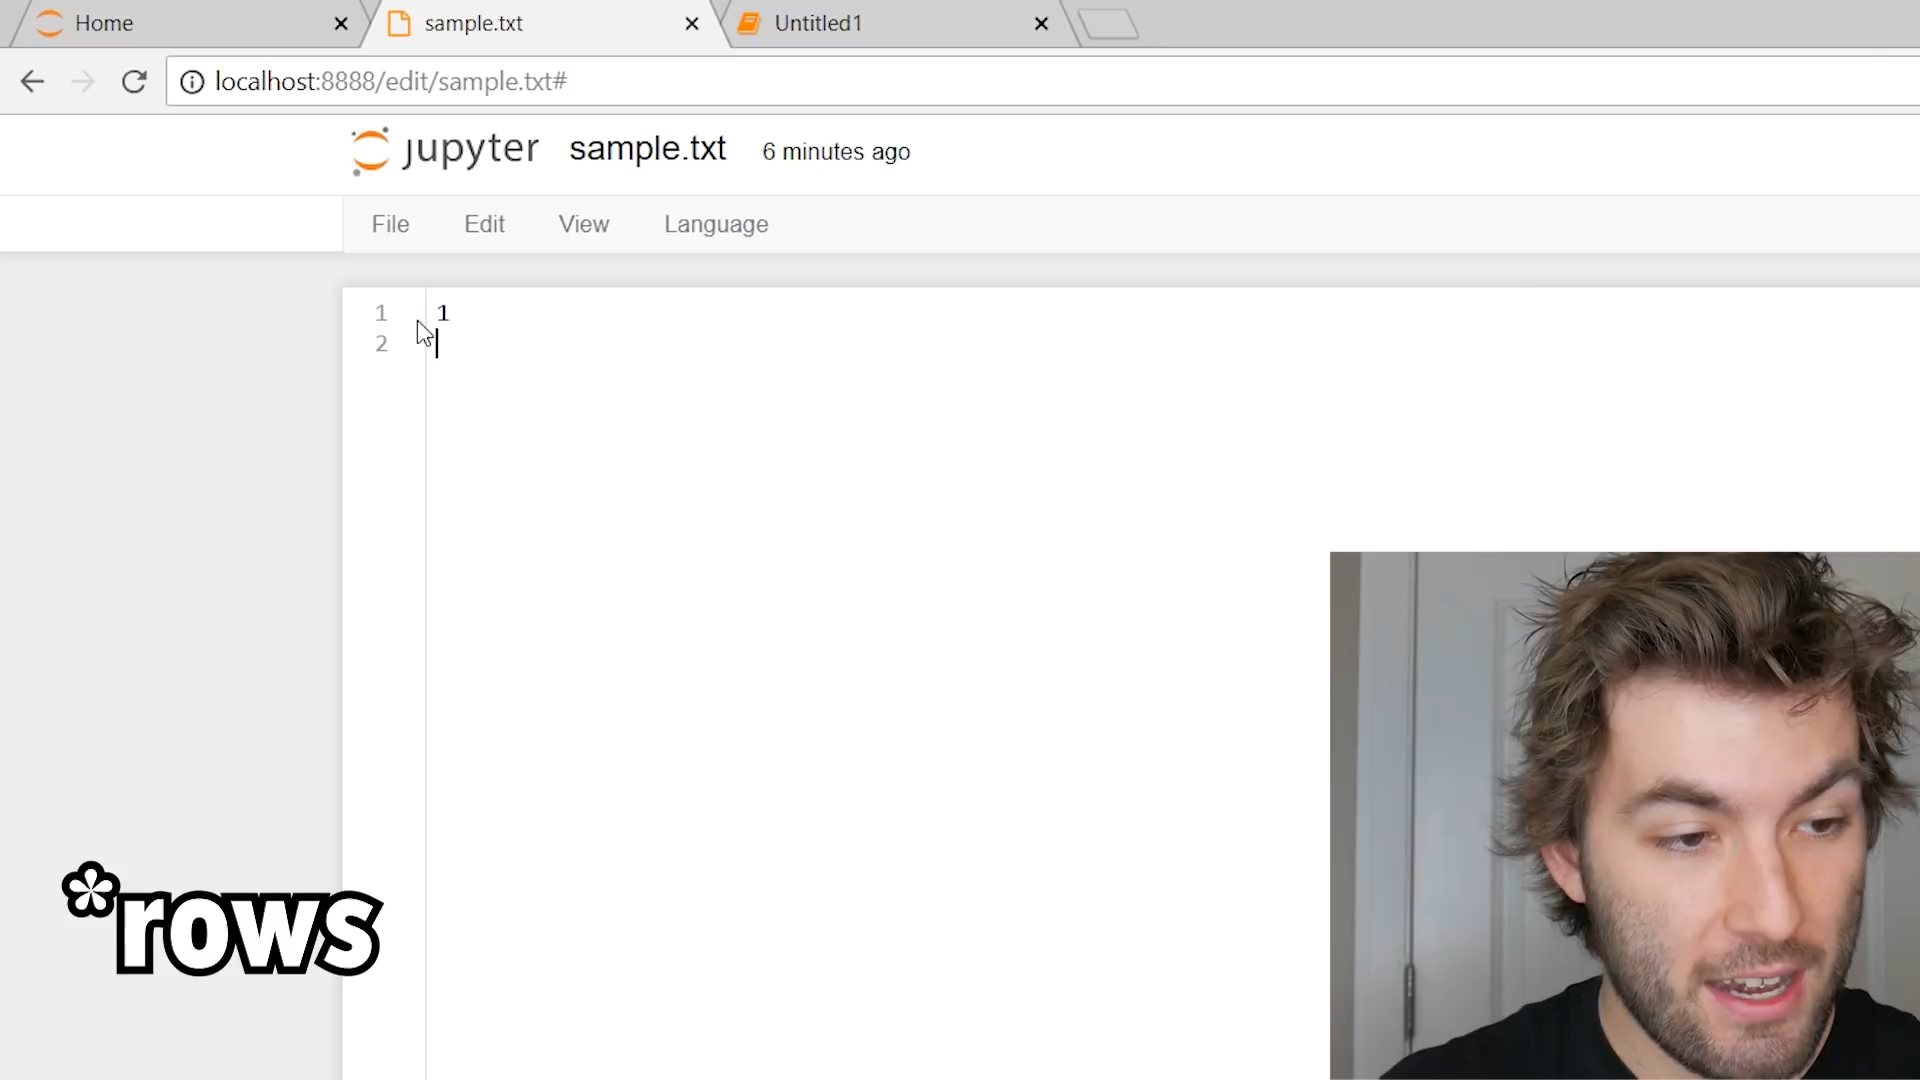 Home
sample.txt
Untitled1
localhost:8888/edit/sample.txt#
jupyter sample.txt 6 minutes ago
File Edit View Language
1 1
2
*rows